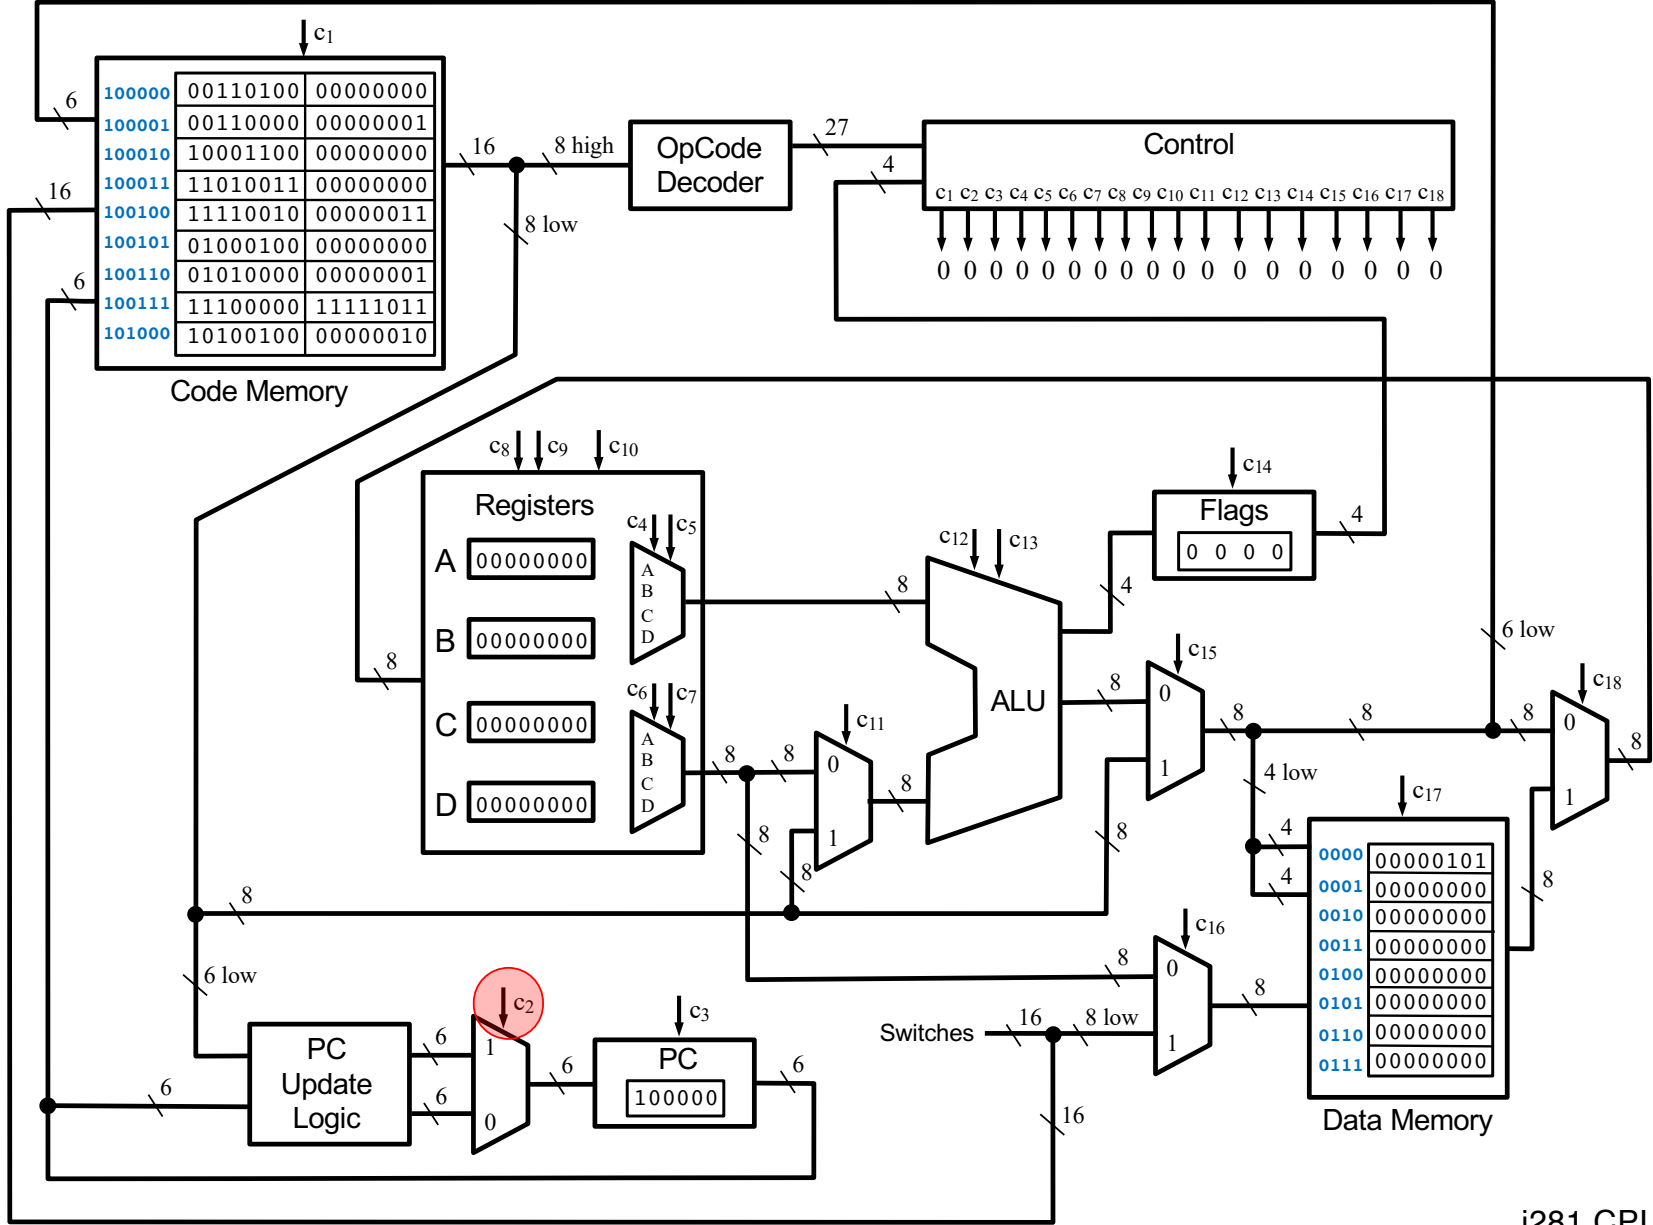 c1
100000 00110100 00000000
100001 00110000 00000001
100010 10001100 00000000
100011 11010011 00000000
100100 11110010 00000011
100101 01000100 00000000
100110 01010000 00000001
100111 11100000 11111011
101000 10100100 00000010
Code Memory
6
16
6
16
8 high
8 low
OpCode
Decoder
27
4
Control
c1 c2 c3 c4 c5 c6 c7 c8 c9 c10 c11 c12 c13 c14 c15 c16 c17 c18
0 0 0 0 0 0 0 0 0 0 0 0 0 0 0 0 0 0
c8 c9 c10
Registers
A 00000000
B 00000000
C 00000000
D 00000000
c4 c5
A
B
C
D
c6 c7
A
B
C
D
8
8
8
8
8
8
c11
0
1
8
8
c12 c13
ALU
4
c14
Flags
0 0 0 0
4
8
c15
0
1
8
8
8
6 low
8
c18
0
1
8
4 low
4
4
c17
0000 00000101
0001 00000000
0010 00000000
0011 00000000
0100 00000000
0101 00000000
0110 00000000
0111 00000000
Data Memory
8
c16
0
1
8
8
Switches
16
8 low
16
8
6 low
PC
Update
Logic
6
6
6
c2
1
0
6
c3
PC
100000
6
i281 CPU